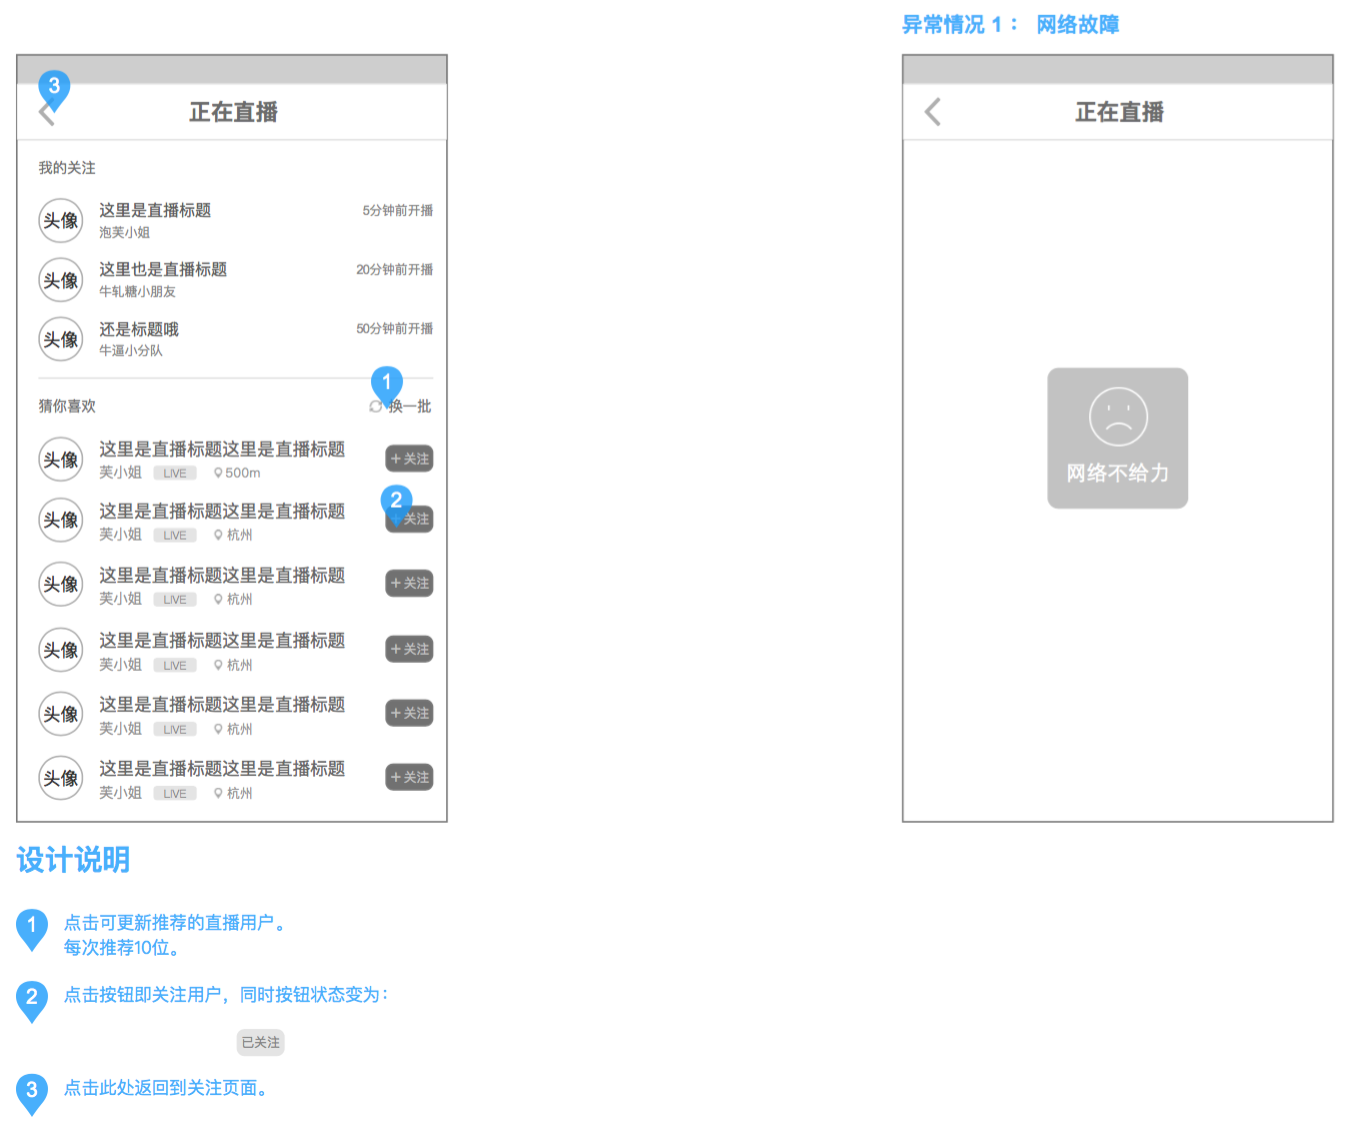 异常情况 1： 网络故障
3
正在直播
我的关注
头像
这里是直播标题
5分钟前开播
泡芙小姐
头像
这里也是直播标题
20分钟前开播
牛轧糖小朋友
头像
还是标题哦
50分钟前开播
牛逼小分队
1
猜你喜欢
换一批
头像
这里是直播标题这里是直播标题
芙小姐 LIVE 500m
+关注
2
头像
这里是直播标题这里是直播标题
芙小姐 LIVE 杭州
+关注
头像
这里是直播标题这里是直播标题
芙小姐 LIVE 杭州
+关注
头像
这里是直播标题这里是直播标题
芙小姐 LIVE 杭州
+关注
头像
这里是直播标题这里是直播标题
芙小姐 LIVE 杭州
+关注
头像
这里是直播标题这里是直播标题
芙小姐 LIVE 杭州
+关注
正在直播
网络不给力
设计说明
1 点击可更新推荐的直播用户。
每次推荐10位。
2 点击按钮即关注用户，同时按钮状态变为：
已关注
3 点击此处返回到关注页面。